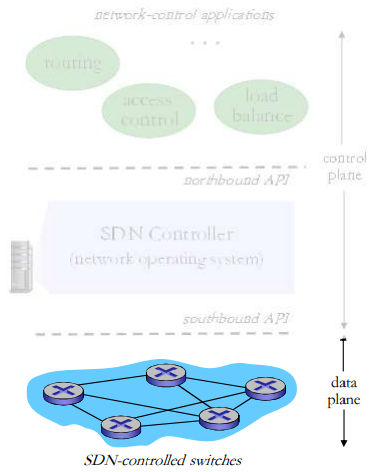 network-control applications
...
routing
access
control
load
balance
control
plane
northbound API
SDN Controller
(network operating system)
southbound API
data
plane
SDN-controlled switches